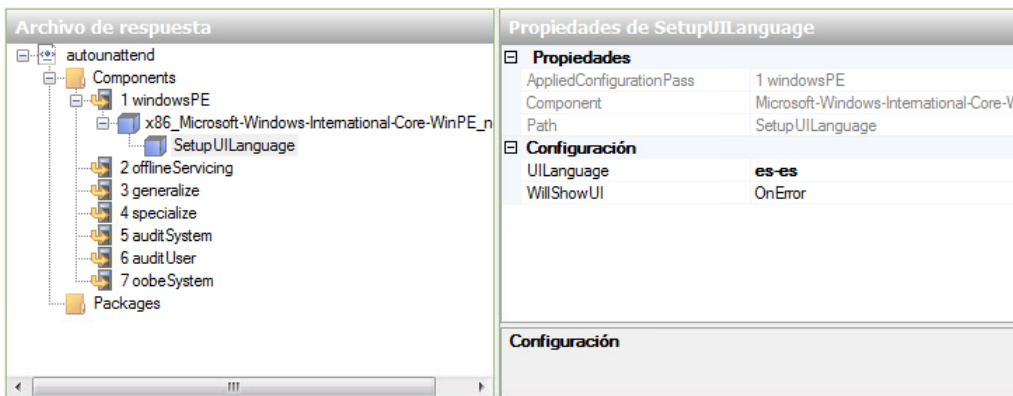 Archivo de respuesta
autounattend
Components
1 windowsPE
x86_Microsoft-Windows-International-Core-WinPE_n
SetupUILanguage
2 offlineServicing
3 generalize
4 specialize
5 auditSystem
6 auditUser
7 oobeSystem
Packages
Propiedades de SetupUILanguage
Propiedades
AppliedConfigurationPass 1 windowsPE
Component Microsoft-Windows-International-Core-W
Path SetupUILanguage
Configuración
UILanguage es-es
WillShowUI OnError
Configuración